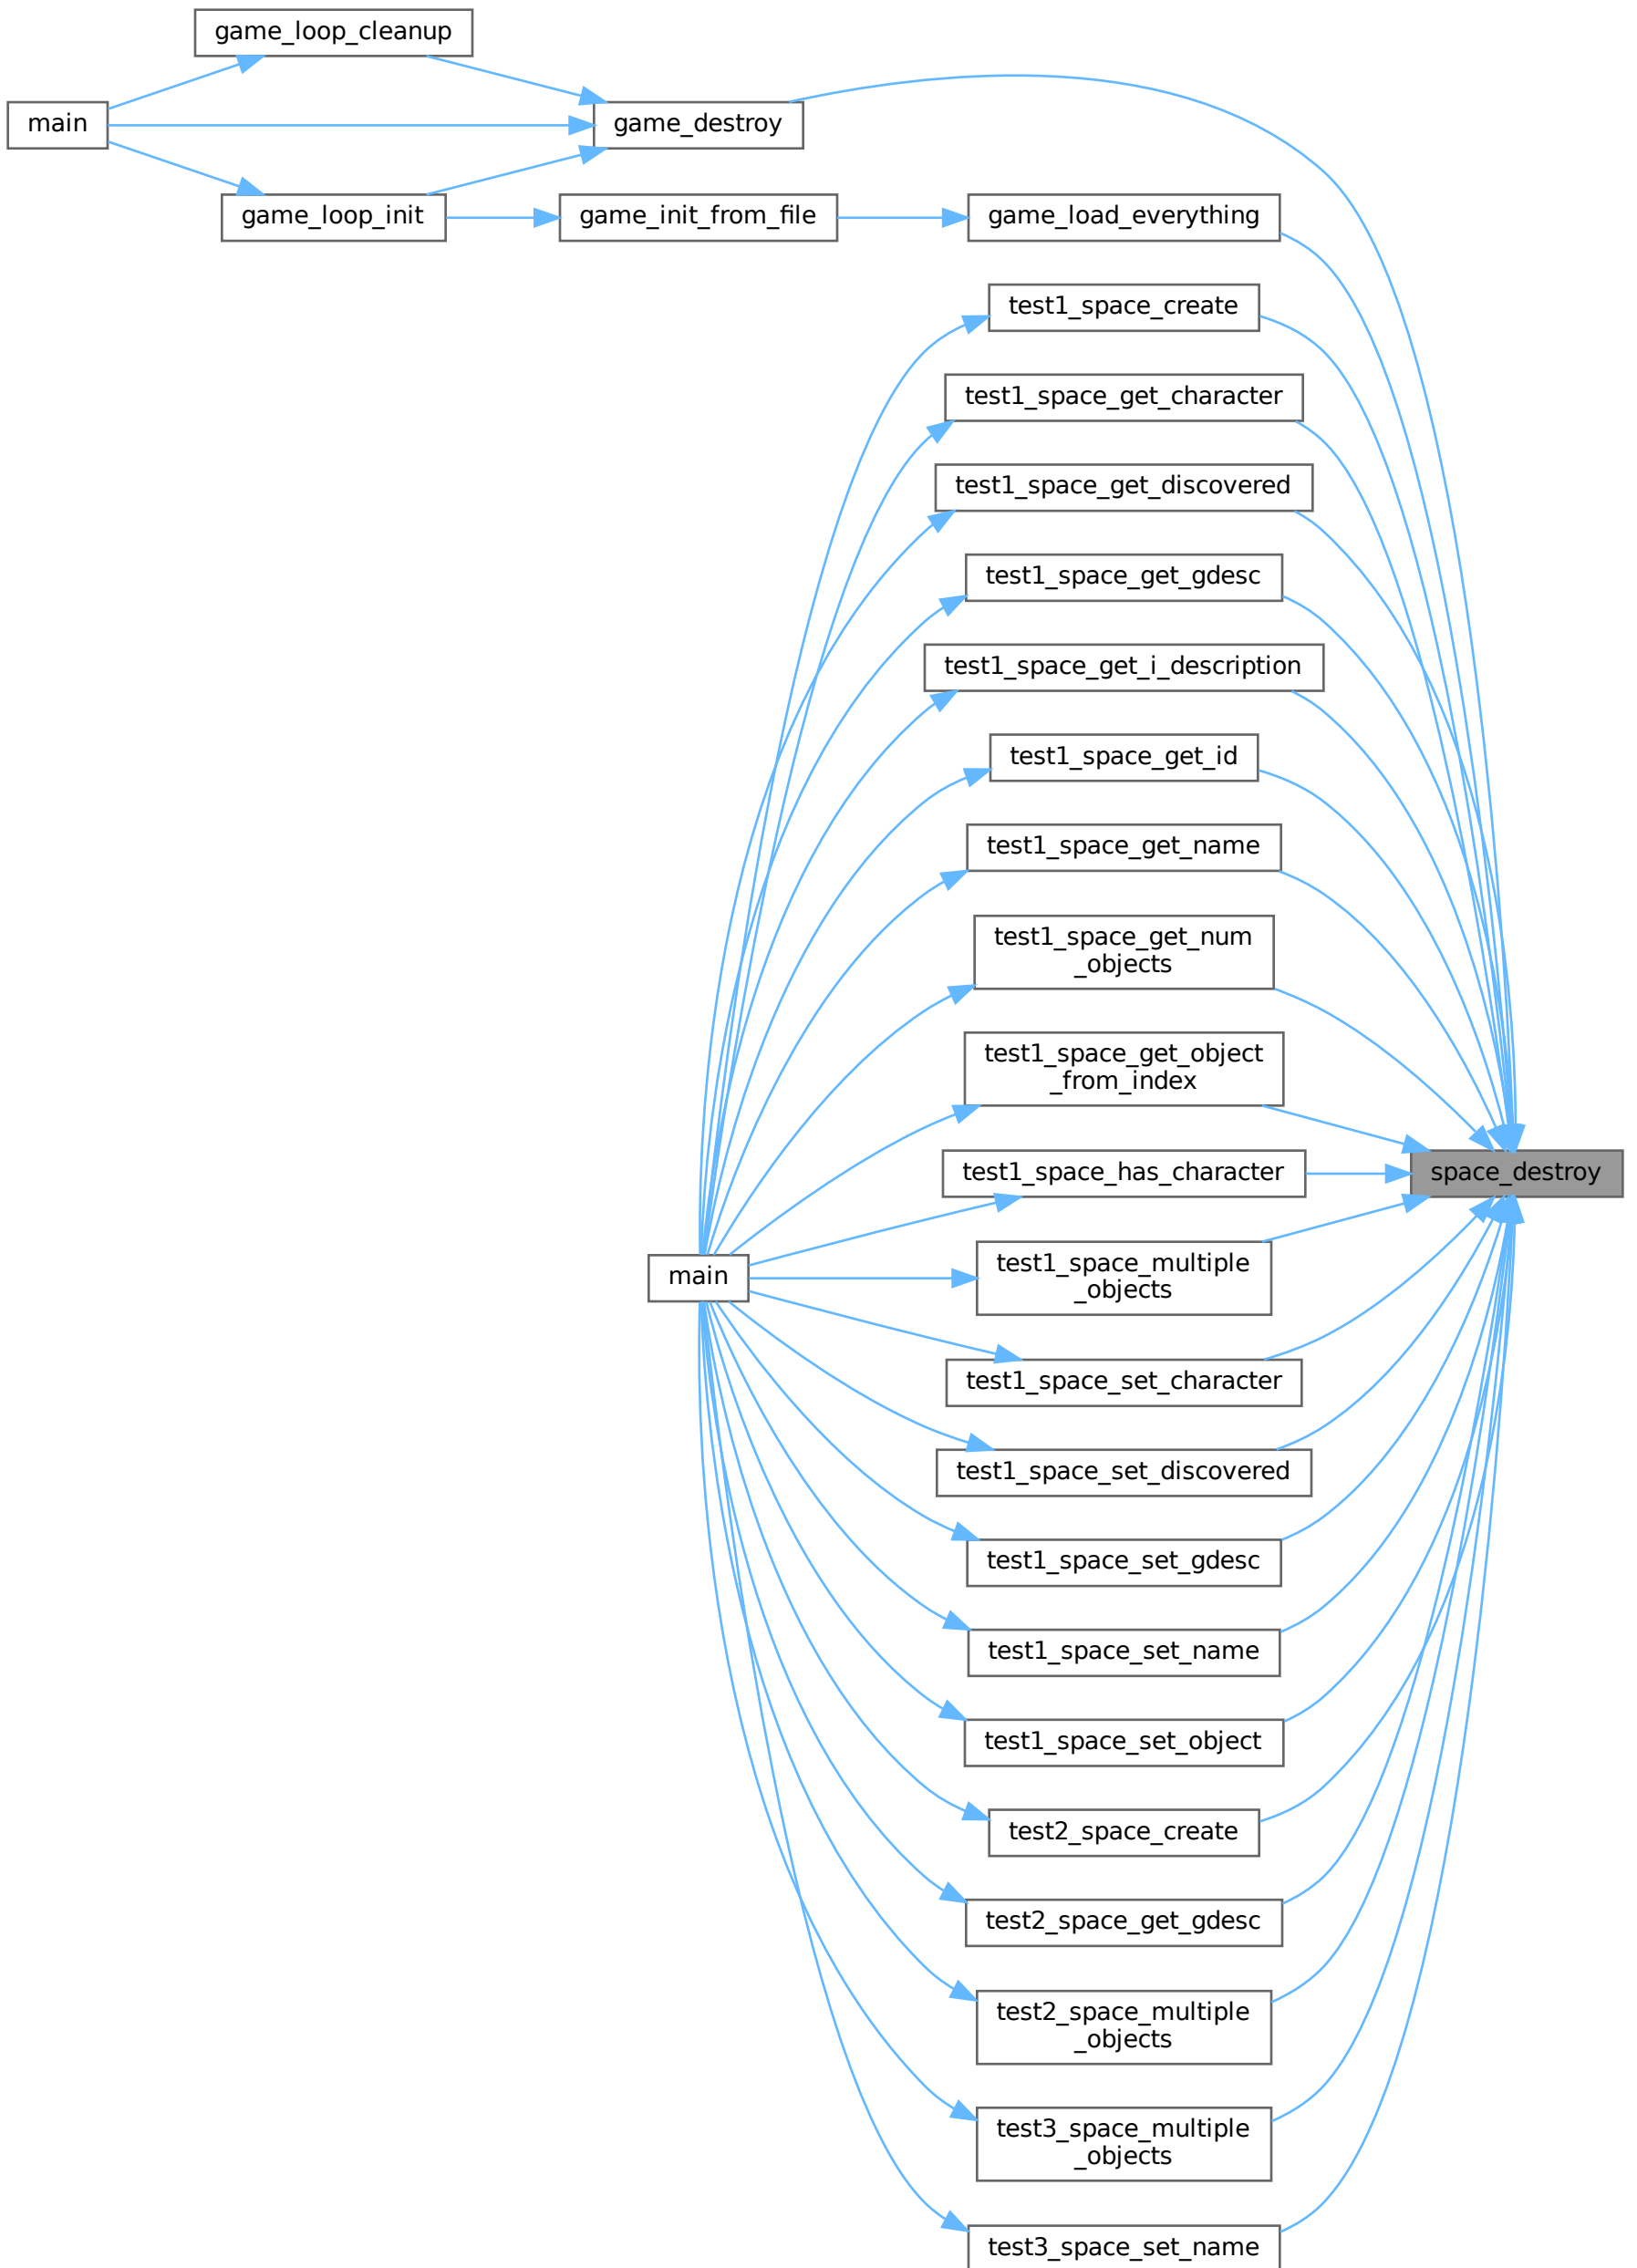 game_loop_cleanup
main
game_destroy
game_loop_init
game_init_from_file
game_load_everything
test1_space_create
test1_space_get_character
test1_space_get_discovered
test1_space_get_gdesc
test1_space_get_i_description
test1_space_get_id
test1_space_get_name
test1_space_get_num
_objects
test1_space_get_object
_from_index
test1_space_has_character
space_destroy
main
test1_space_multiple
_objects
test1_space_set_character
test1_space_set_discovered
test1_space_set_gdesc
test1_space_set_name
test1_space_set_object
test2_space_create
test2_space_get_gdesc
test2_space_multiple
_objects
test3_space_multiple
_objects
test3_space_set_name